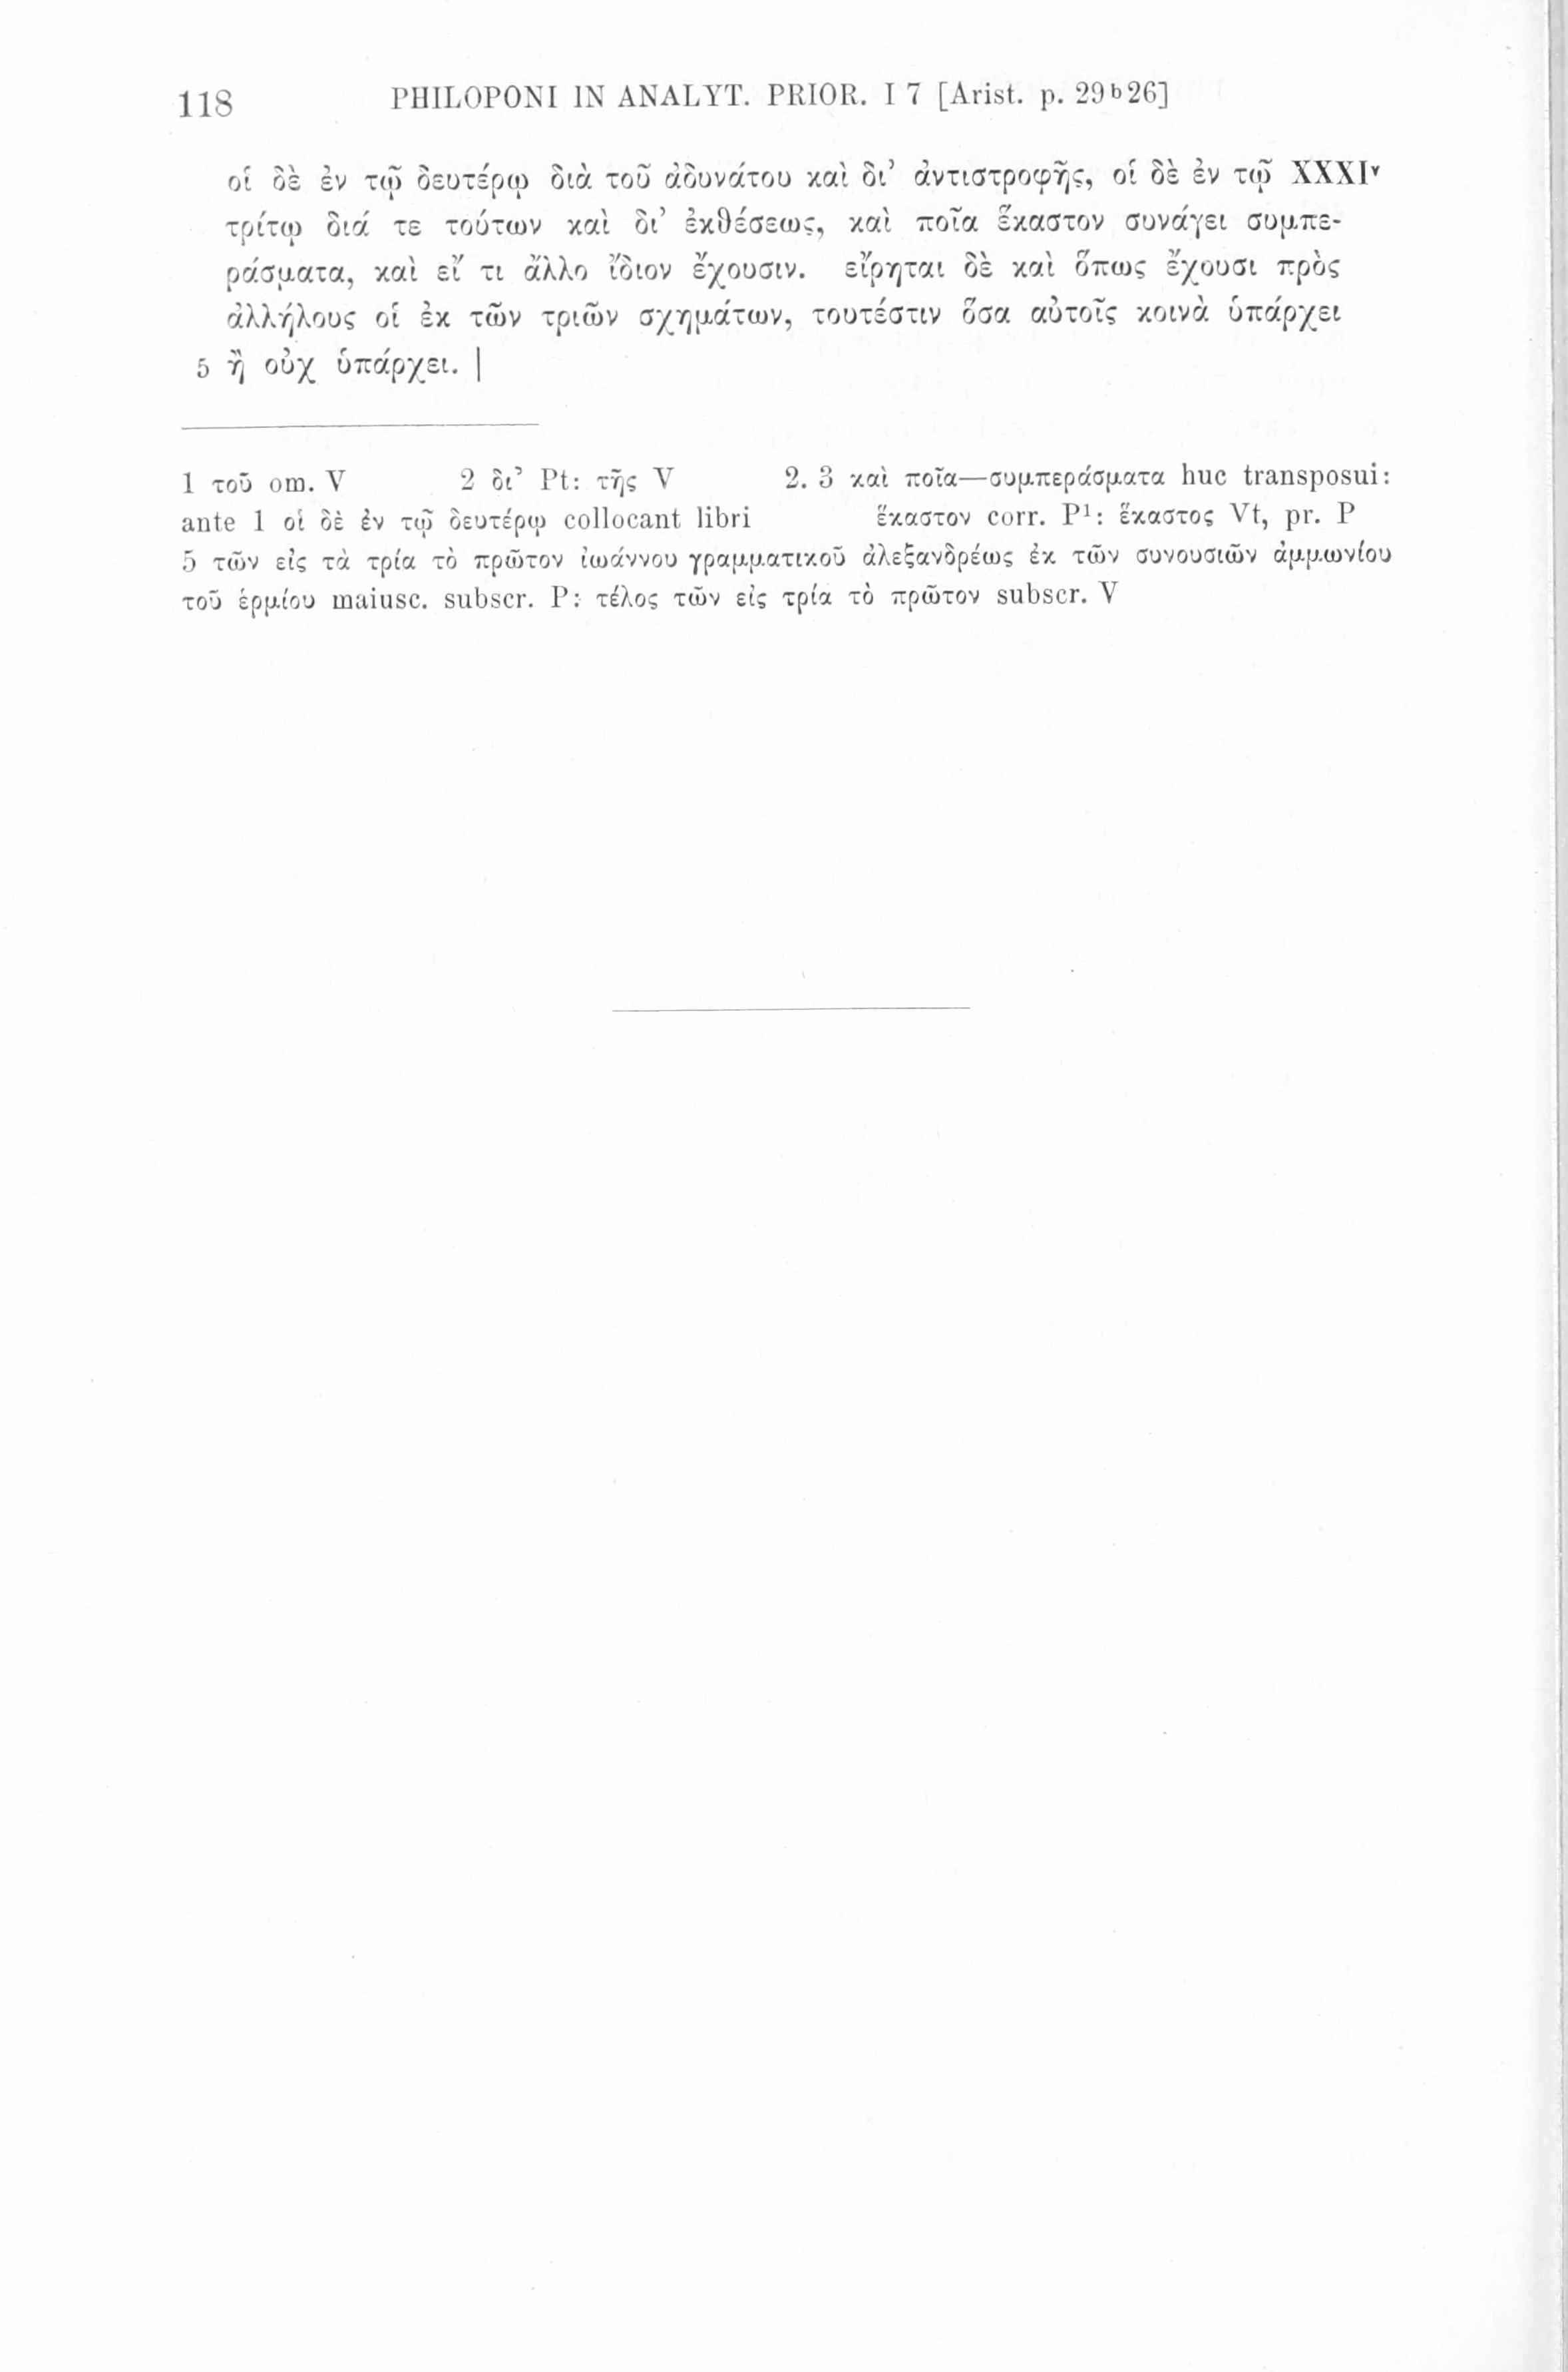 118 PHILOPONI IN ANALYT. PRIOR. I 7 [Arist. p. 29ᵇ26]
οἱ δὲ ἐν τῷ δευτέρῳ διὰ τοῦ ἀδυνάτου καὶ δι’ ἀντιστροφῆς, οἱ δὲ ἐν τῷ XXXIᵛ
τρίτῳ διά τε τούτων καὶ δι’ ἐκθέσεως, καὶ ποῖα ἕκαστον συνάγει συμπε-
ράσματα, καὶ εἴ τι ἄλλο ἴδιον ἔχουσιν. εἴρηται δὲ καὶ ὅπως ἔχουσι πρὸς
ἀλλήλους οἱ ἐκ τῶν τριῶν σχημάτων, τουτέστιν ὅσα αὐτοῖς κοινὰ ὑπάρχει
5 ἢ οὐχ ὑπάρχει. |
1 τοῦ om. V 2 δι’ Pt: τῆς V 2. 3 καὶ ποῖα—συμπεράσματα huc transposui:
ante 1 οἱ δὲ ἐν τῷ δευτέρῳ collocant libri ἕκαστον corr. P¹: ἕκαστος Vt, pr. P
5 τῶν εἰς τὰ τρία τὸ πρῶτον ἰωάννου γραμματικοῦ ἀλεξανδρέως ἐκ τῶν συνουσιῶν ἀμμωνίου
τοῦ ἑρμίου maiusc. subscr. P: τέλος τῶν εἰς τρία τὸ πρῶτον subscr. V